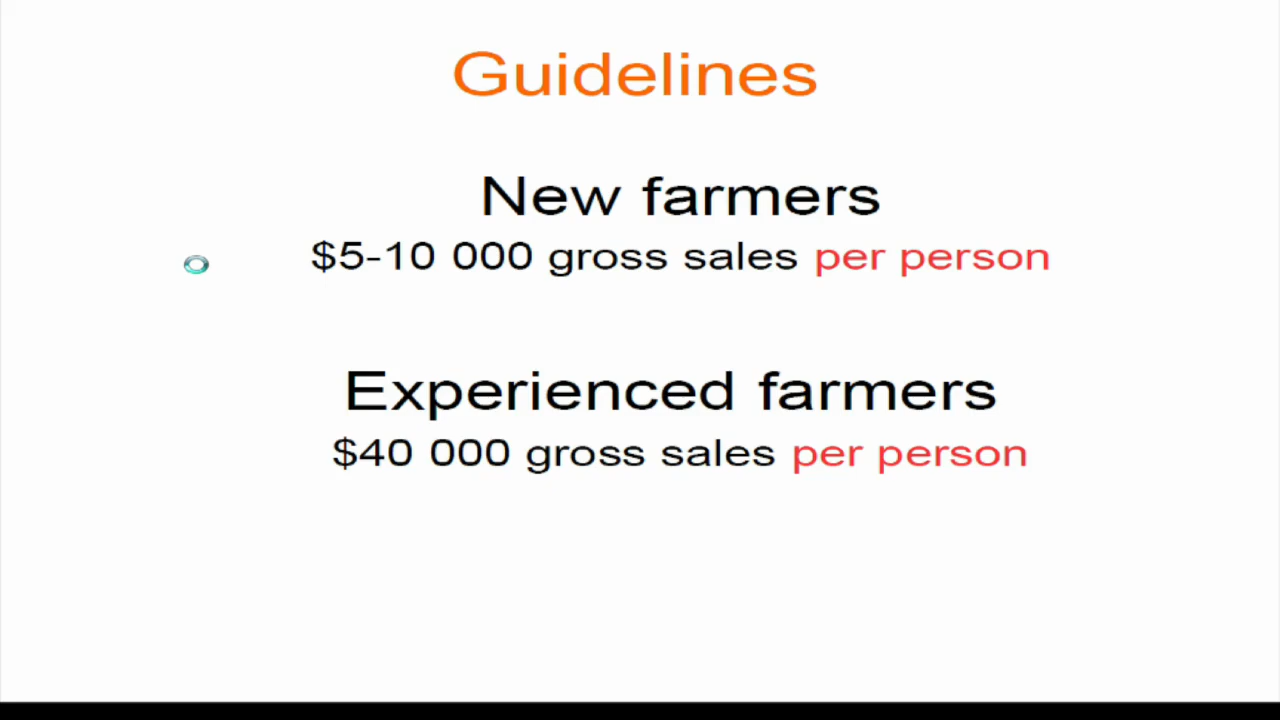 Guidelines
New farmers
$5-10 000 gross sales per person
Experienced farmers
$40 000 gross sales per person